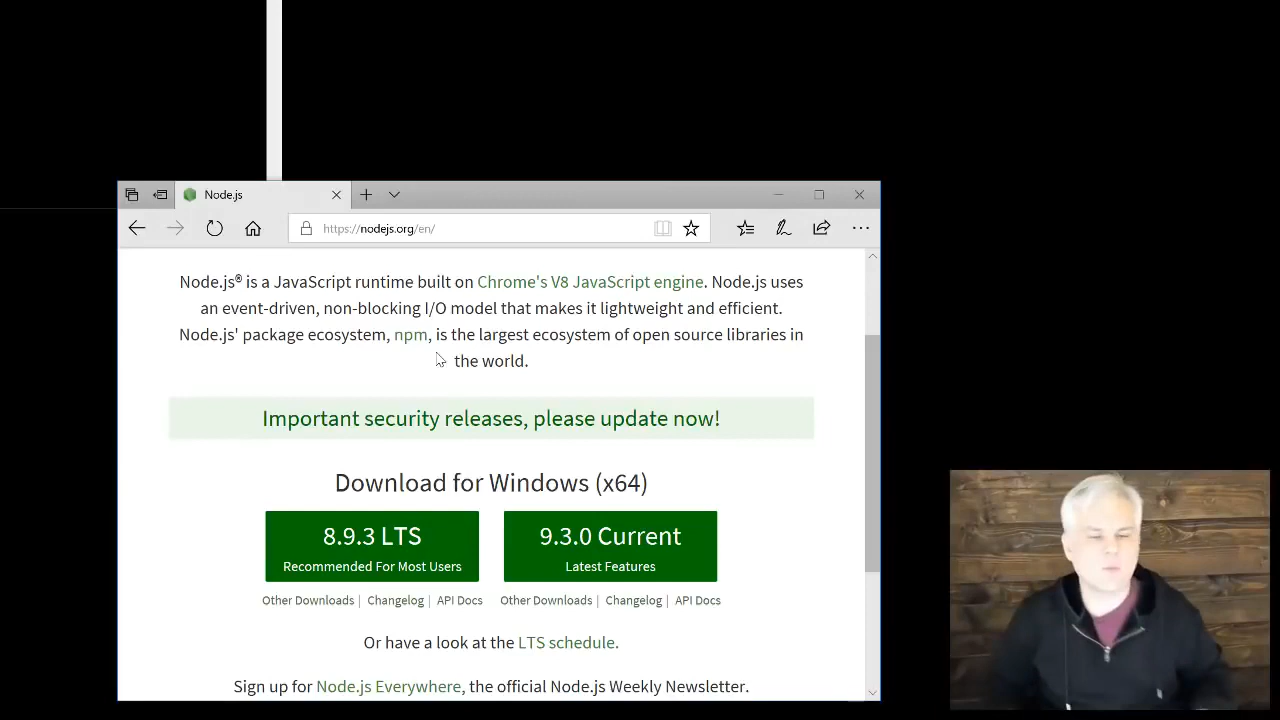 Node.js
https://nodejs.org/en/
Node.js® is a JavaScript runtime built on Chrome's V8 JavaScript engine. Node.js uses
an event-driven, non-blocking I/O model that makes it lightweight and efficient.
Node.js' package ecosystem, npm, is the largest ecosystem of open source libraries in
the world.
Important security releases, please update now!
Download for Windows (x64)
8.9.3 LTS
Recommended For Most Users
9.3.0 Current
Latest Features
Other Downloads | Changelog | API Docs
Other Downloads | Changelog | API Docs
Or have a look at the LTS schedule.
Sign up for Node.js Everywhere, the official Node.js Weekly Newsletter.